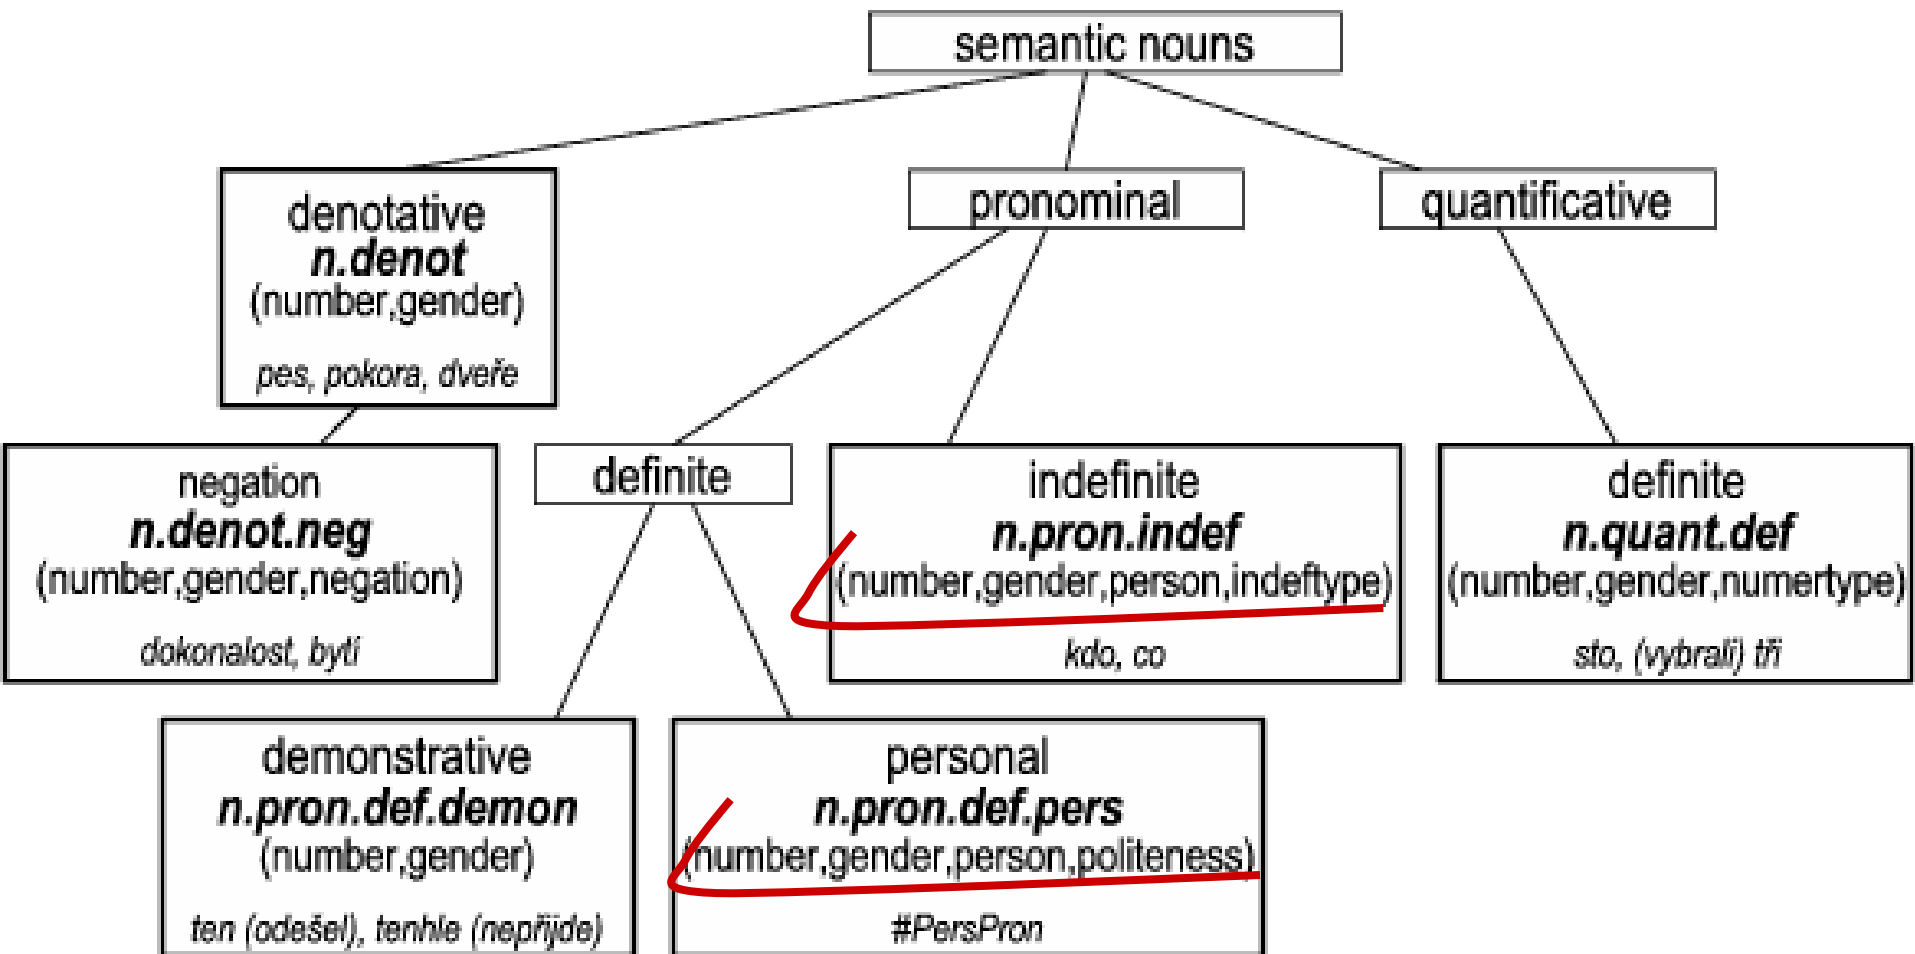 semantic nouns
denotative
n.denot
(number,gender)
pes, pokora, dveře
pronominal
quantificative
negation
n.denot.neg
(number,gender,negation)
dokonalost, bytí
definite
indefinite
n.pron.indef
(number,gender,person,indeftype)
kdo, co
definite
n.quant.def
(number,gender,numertype)
sto, (vybrali) tři
demonstrative
n.pron.def.demon
(number,gender)
ten (odešel), tenhle (nepřijde)
personal
n.pron.def.pers
(number,gender,person,politeness)
#PersPron